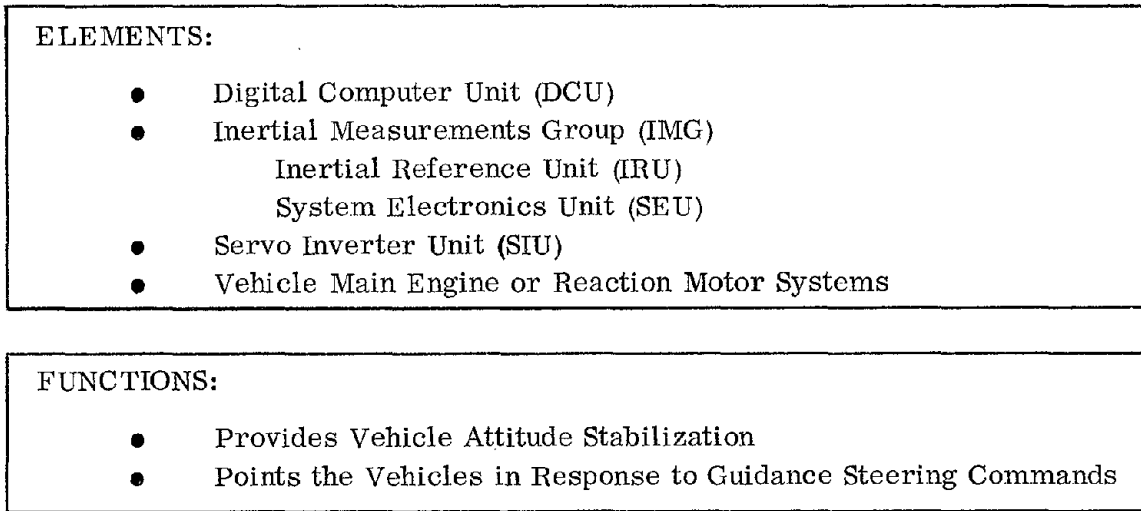 ELEMENTS:
● Digital Computer Unit (DCU)
● Inertial Measurements Group (IMG)
Inertial Reference Unit (IRU)
System Electronics Unit (SEU)
● Servo Inverter Unit (SIU)
● Vehicle Main Engine or Reaction Motor Systems
FUNCTIONS:
● Provides Vehicle Attitude Stabilization
● Points the Vehicles in Response to Guidance Steering Commands